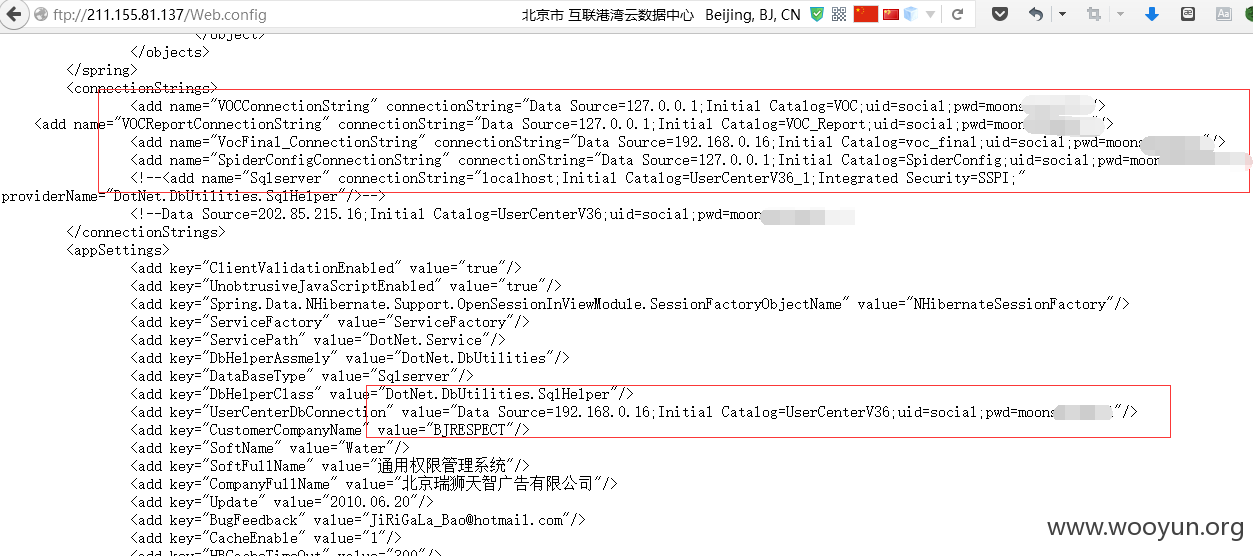 ftp://211.155.81.137/Web.config 北京市 互联港湾云数据中心 Beijing, BJ, CN
</object>
</objects>
</spring>
<connectionStrings>
<add name="VOCConnectionString" connectionString="Data Source=127.0.0.1;Initial Catalog=VOC;uid=social;pwd=moons "/>
<add name="VOCReportConnectionString" connectionString="Data Source=127.0.0.1;Initial Catalog=VOC_Report;uid=social;pwd=moon "/>
<add name="VocFinal_ConnectionString" connectionString="Data Source=192.168.0.16;Initial Catalog=voc_final;uid=social;pwd=moons "/>
<add name="SpiderConfigConnectionString" connectionString="Data Source=127.0.0.1;Initial Catalog=SpiderConfig;uid=social;pwd=moon
<!--<add name="Sqlserver" connectionString="localhost;Initial Catalog=UserCenterV36_1;Integrated Security=SSPI;"
providerName="DotNet.DbUtilities.SqlHelper"/>-->
<!--Data Source=202.85.215.16;Initial Catalog=UserCenterV36;uid=social;pwd=moon
</connectionStrings>
<appSettings>
<add key="ClientValidationEnabled" value="true"/>
<add key="UnobtrusiveJavaScriptEnabled" value="true"/>
<add key="Spring.Data.NHibernate.Support.OpenSessionInViewModule.SessionFactoryObjectName" value="NHibernateSessionFactory"/>
<add key="ServiceFactory" value="ServiceFactory"/>
<add key="ServicePath" value="DotNet.Service"/>
<add key="DbHelperAssmely" value="DotNet.DbUtilities"/>
<add key="DataBaseType" value="Sqlserver"/>
<add key="DbHelperClass" value="DotNet.DbUtilities.SqlHelper"/>
<add key="UserCenterDbConnection" value="Data Source=192.168.0.16;Initial Catalog=UserCenterV36;uid=social;pwd=moons "/>
<add key="CustomerCompanyName" value="BJRESPECT"/>
<add key="SoftName" value="Water"/>
<add key="SoftFullName" value="通用权限管理系统"/>
<add key="CompanyFullName" value="北京瑞狮天智广告有限公司"/>
<add key="Update" value="2010.06.20"/>
<add key="BugFeedback" value="JiRiGaLa_Bao@hotmail.com"/>
<add key="CacheEnable" value="1"/>
<add key="HBCacheTimeOut" value="300"/>
www.wooyun.org